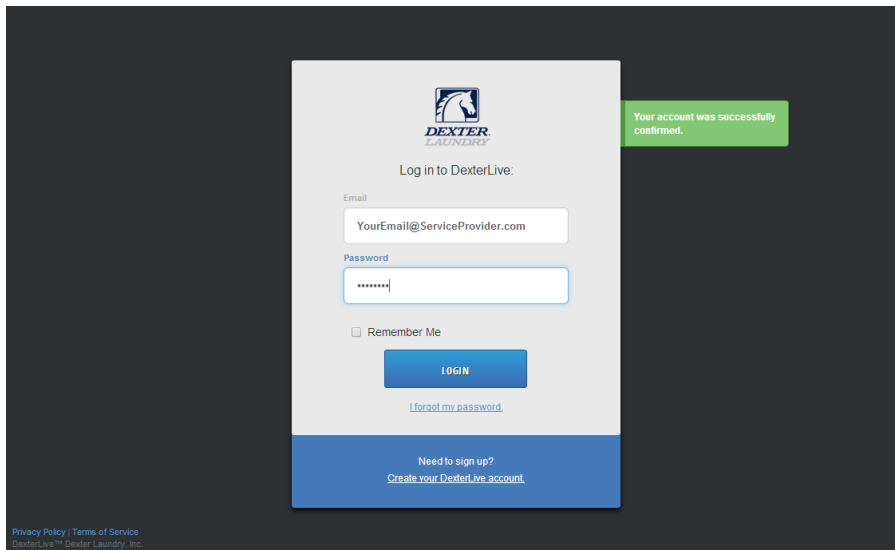 DEXTER
LAUNDRY
Log in to DexterLive:
Email
YourEmail@ServiceProvider.com
Password
••••••••
Remember Me
LOGIN
I forgot my password.
Need to sign up?
Create your DexterLive account.
Your account was successfully
confirmed.
Privacy Policy | Terms of Service
DexterLive™ Dexter Laundry, Inc.